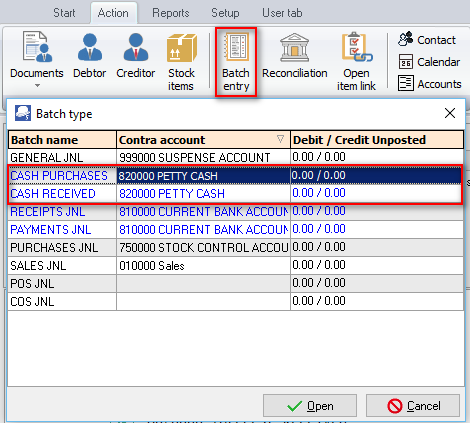 Start Action Reports Setup User tab
Documents Debtor Creditor Stock items Batch entry Reconciliation Open item link
Contact
Calendar
Accounts
Batch type
Batch name Contra account Debit / Credit Unposted
GENERAL JNL 999000 SUSPENSE ACCOUNT 0.00 / 0.00
CASH PURCHASES 820000 PETTY CASH 0.00 / 0.00
CASH RECEIVED 820000 PETTY CASH 0.00 / 0.00
RECEIPTS JNL 810000 CURRENT BANK ACCOUN 0.00 / 0.00
PAYMENTS JNL 810000 CURRENT BANK ACCOUN 0.00 / 0.00
PURCHASES JNL 750000 STOCK CONTROL ACCOU 0.00 / 0.00
SALES JNL 010000 Sales 0.00 / 0.00
POS JNL 0.00 / 0.00
COS JNL 0.00 / 0.00
Open Cancel